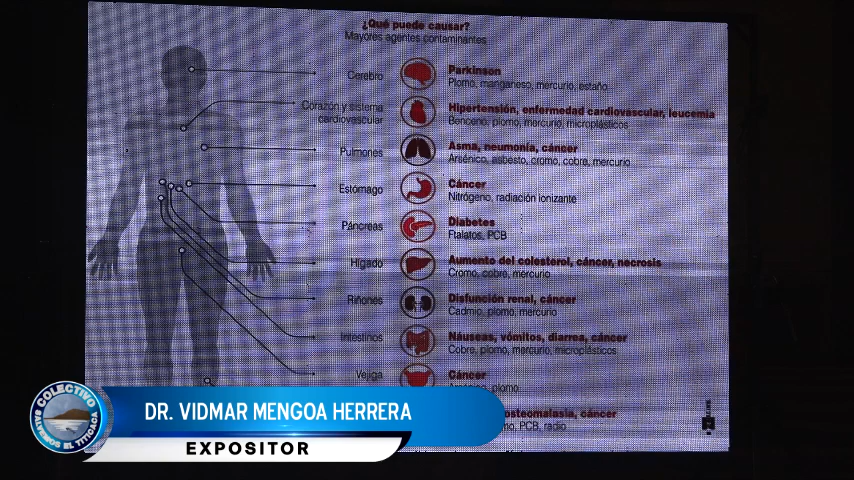 ¿Qué puede causar?
Mayores agentes contaminantes
Cerebro
Parkinson
Plomo, manganeso, mercurio, estaño
Corazón y sistema
cardiovascular
Hipertensión, enfermedad cardiovascular, leucemia
Benceno, plomo, mercurio, microplásticos
Pulmones
Asma, neumonía, cáncer
Arsénico, asbesto, cromo, cobre, mercurio
Estómago
Cáncer
Nitrógeno, radiación ionizante
Páncreas
Diabetes
Ftalatos, PCB
Hígado
Aumento del colesterol, cáncer, necrosis
Cromo, cobre, mercurio
Riñones
Disfunción renal, cáncer
Cadmio, plomo, mercurio
Intestinos
Náuseas, vómitos, diarrea, cáncer
Cobre, plomo, mercurio, microplásticos
Vejiga
Cáncer
plomo
osteomalasia, cáncer
PCB, radio
COLECTIVO
SALVEMOS EL TITICACA
DR. VIDMAR MENGOA HERRERA
EXPOSITOR